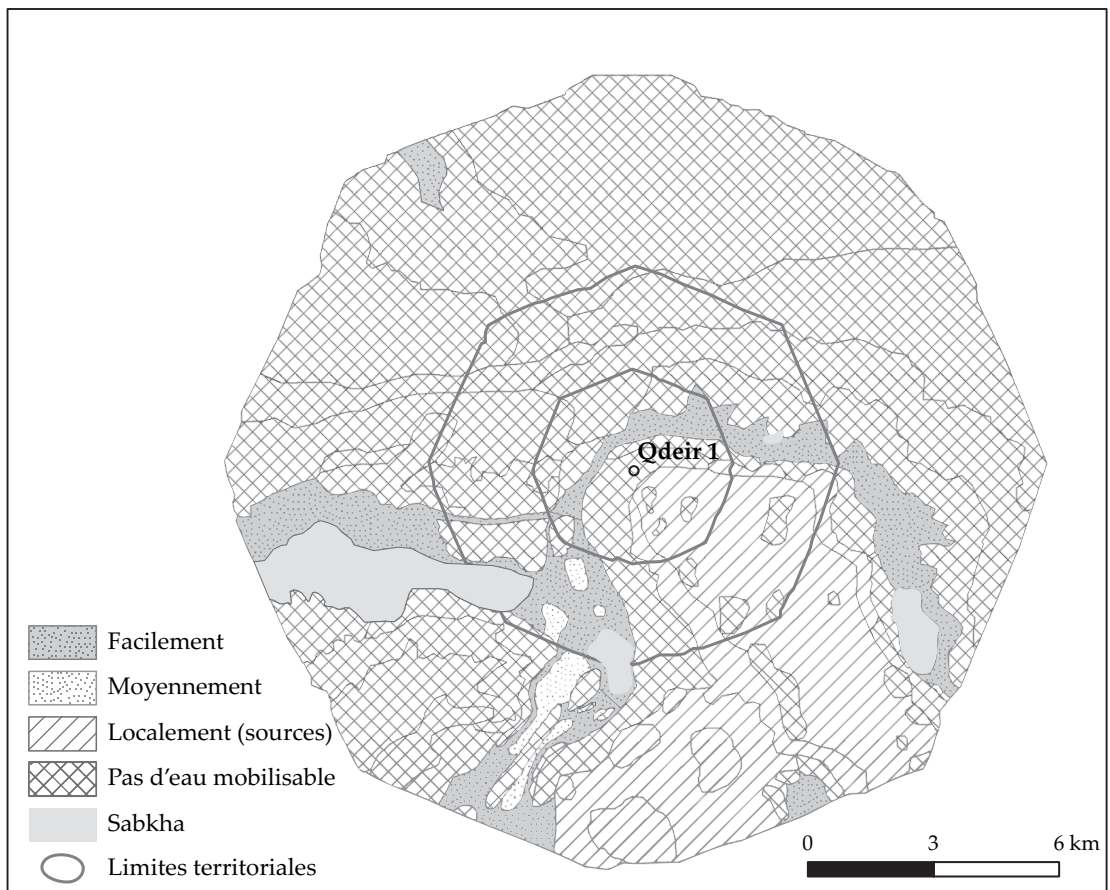 Qdeir 1
Facilement
Moyennement
Localement (sources)
Pas d'eau mobilisable
Sabkha
Limites territoriales
0 3 6 km